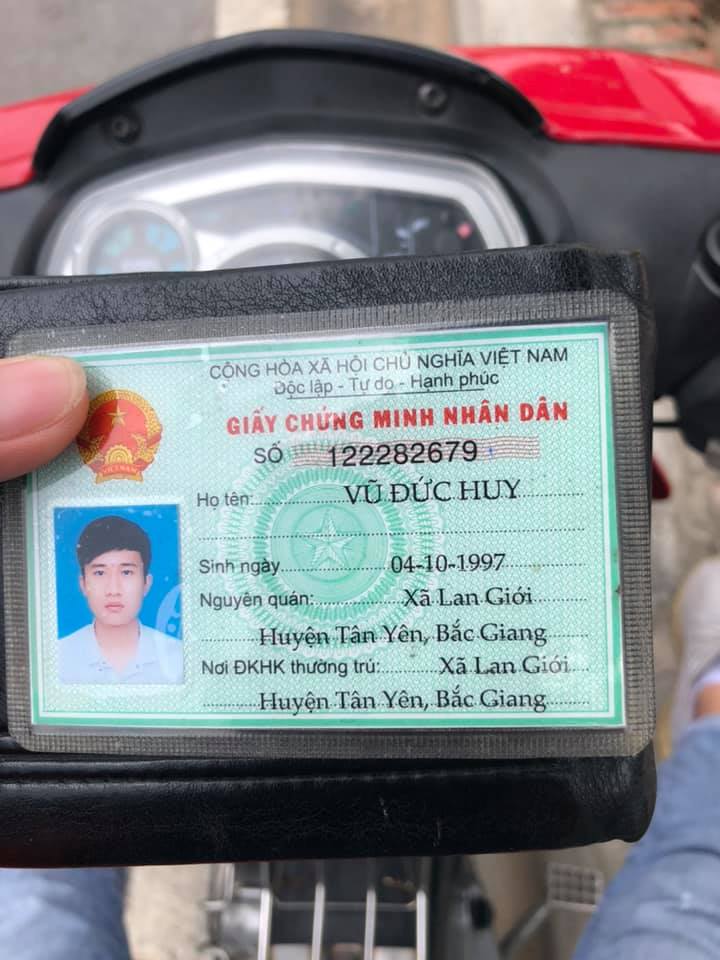 CỘNG HÒA XÃ HỘI CHỦ NGHĨA VIỆT NAM
Độc lập - Tự do - Hạnh phúc
GIẤY CHỨNG MINH NHÂN DÂN
SỐ 122282679
Họ tên: VŨ ĐỨC HUY
Sinh ngày 04-10-1997
Nguyên quán: Xã Lan Giới
Huyện Tân Yên, Bắc Giang
Nơi ĐKHK thường trú: Xã Lan Giới
Huyện Tân Yên, Bắc Giang
VIỆT NAM